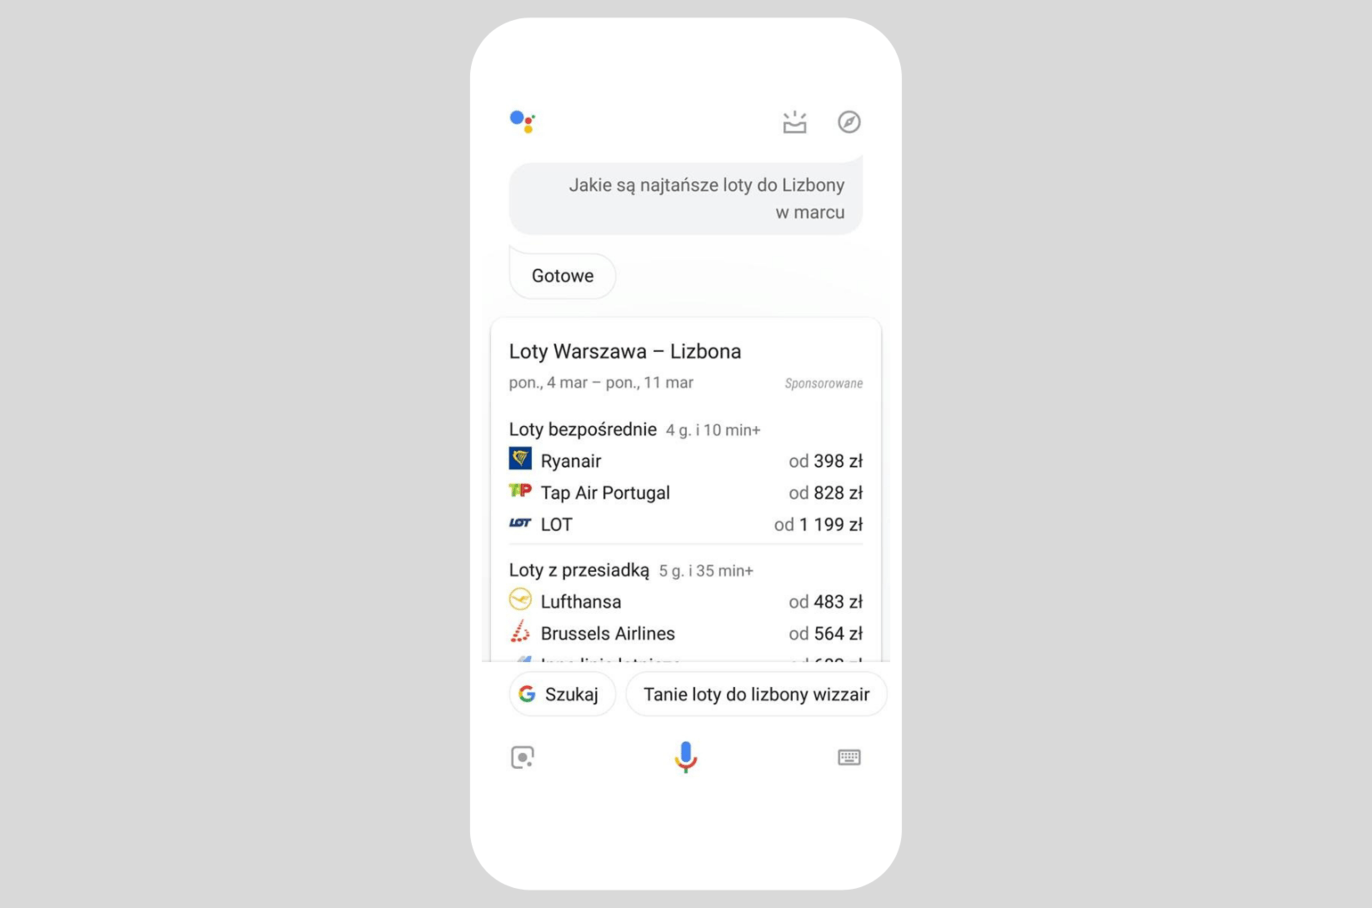 Jakie są najtańsze loty do Lizbony
w marcu
Gotowe
Loty Warszawa – Lizbona
pon., 4 mar – pon., 11 mar Sponsorowane
Loty bezpośrednie 4 g. i 10 min+
Ryanair od 398 zł
TAP Tap Air Portugal od 828 zł
LOT LOT od 1 199 zł
Loty z przesiadką 5 g. i 35 min+
Lufthansa od 483 zł
Brussels Airlines od 564 zł
G Szukaj Tanie loty do lizbony wizzair